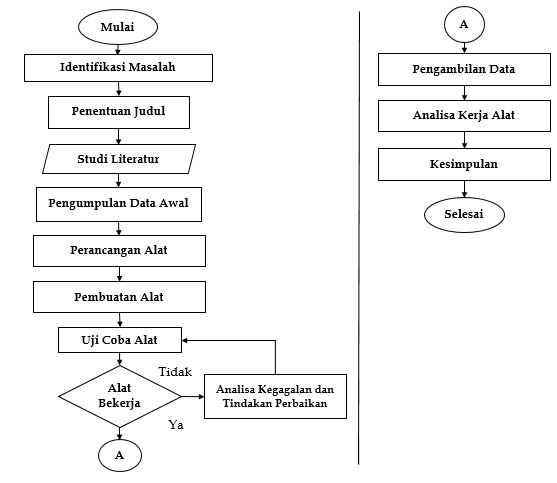 Mulai
Identifikasi Masalah
Penentuan Judul
Studi Literatur
Pengumpulan Data Awal
Perancangan Alat
Pembuatan Alat
Uji Coba Alat
Alat
Bekerja
Tidak
Analisa Kegagalan dan
Tindakan Perbaikan
Ya
A
A
Pengambilan Data
Analisa Kerja Alat
Kesimpulan
Selesai